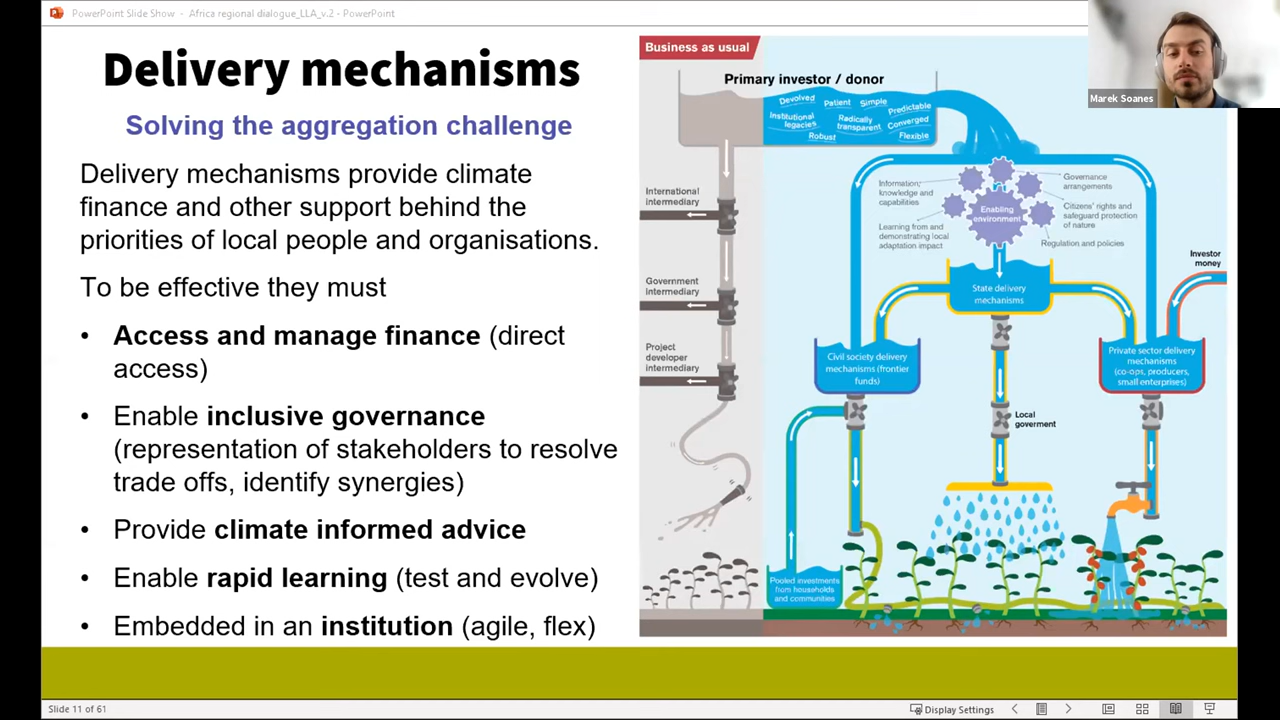 PowerPoint Slide Show - Africa regional dialogue_LLA_v.2 - PowerPoint
Marek Soanes
Delivery mechanisms
Solving the aggregation challenge
Delivery mechanisms provide climate
finance and other support behind the
priorities of local people and organisations.
To be effective they must
• Access and manage finance (direct
access)
• Enable inclusive governance
(representation of stakeholders to resolve
trade offs, identify synergies)
• Provide climate informed advice
• Enable rapid learning (test and evolve)
• Embedded in an institution (agile, flex)
Business as usual
Primary investor / donor
Devolved
Patient
Simple
Predictable
Institutional
legacies
Radically
transparent
Converged
Robust
Flexible
International
intermediary
Government
intermediary
Project
developer
intermediary
Information,
knowledge and
capabilities
Learning from and
demonstrating local
adaptation impact
Enabling
environment
Governance
arrangements
Citizens' rights and
safeguard protection
of nature
Regulation and policies
Investor
money
State delivery
mechanisms
Civil society delivery
mechanisms (frontier
funds)
Private sector delivery
mechanisms
(co-ops, producers,
small enterprises)
Local
goverment
Pooled investments
from households
and communities
Slide 11 of 61
Display Settings